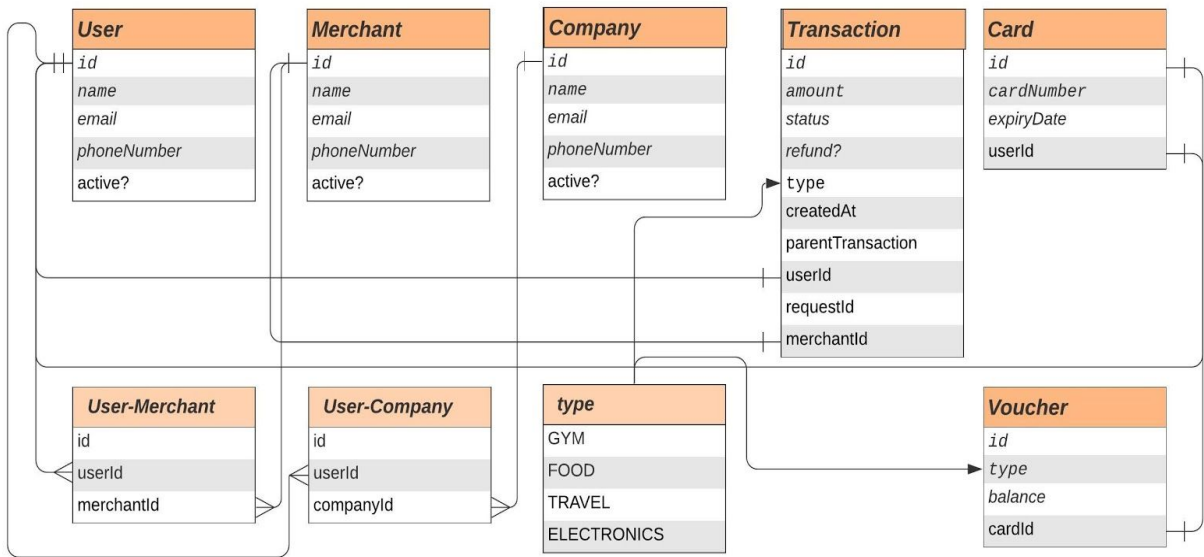 User
id
name
email
phoneNumber
active?
Merchant
id
name
email
phoneNumber
active?
Company
id
name
email
phoneNumber
active?
Transaction
id
amount
status
refund?
type
createdAt
parentTransaction
userId
requestId
merchantId
Card
id
cardNumber
expiryDate
userId
User-Merchant
id
userId
merchantId
User-Company
id
userId
companyId
type
GYM
FOOD
TRAVEL
ELECTRONICS
Voucher
id
type
balance
cardId